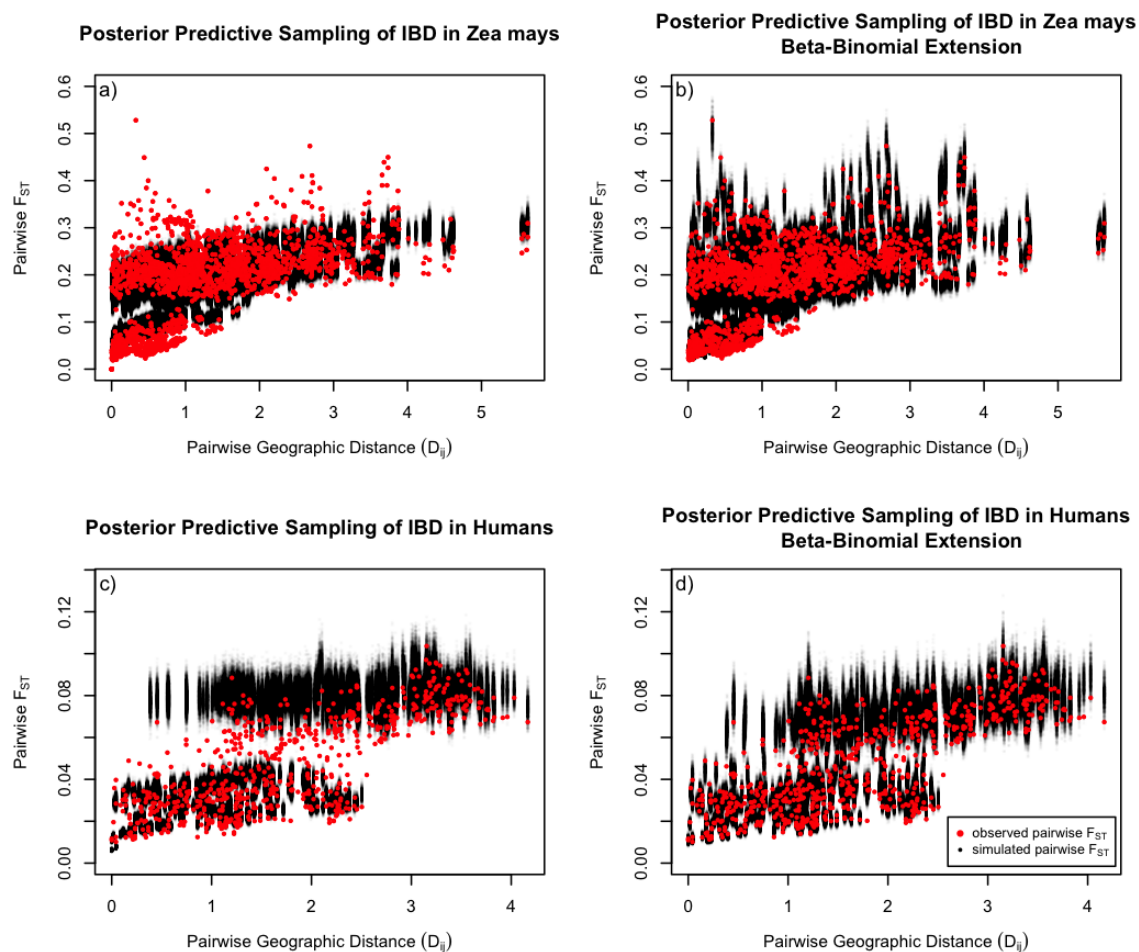 Posterior Predictive Sampling of IBD in Zea mays
a)
Pairwise FST
0.0 0.1 0.2 0.3 0.4 0.5 0.6
0 1 2 3 4 5
Pairwise Geographic Distance (Dij)
Posterior Predictive Sampling of IBD in Zea mays
Beta-Binomial Extension
b)
Pairwise FST
0.0 0.1 0.2 0.3 0.4 0.5 0.6
0 1 2 3 4 5
Pairwise Geographic Distance (Dij)
Posterior Predictive Sampling of IBD in Humans
c)
Pairwise FST
0.00 0.04 0.08 0.12
0 1 2 3 4
Pairwise Geographic Distance (Dij)
Posterior Predictive Sampling of IBD in Humans
Beta-Binomial Extension
d)
Pairwise FST
0.00 0.04 0.08 0.12
0 1 2 3 4
observed pairwise FST
simulated pairwise FST
Pairwise Geographic Distance (Dij)